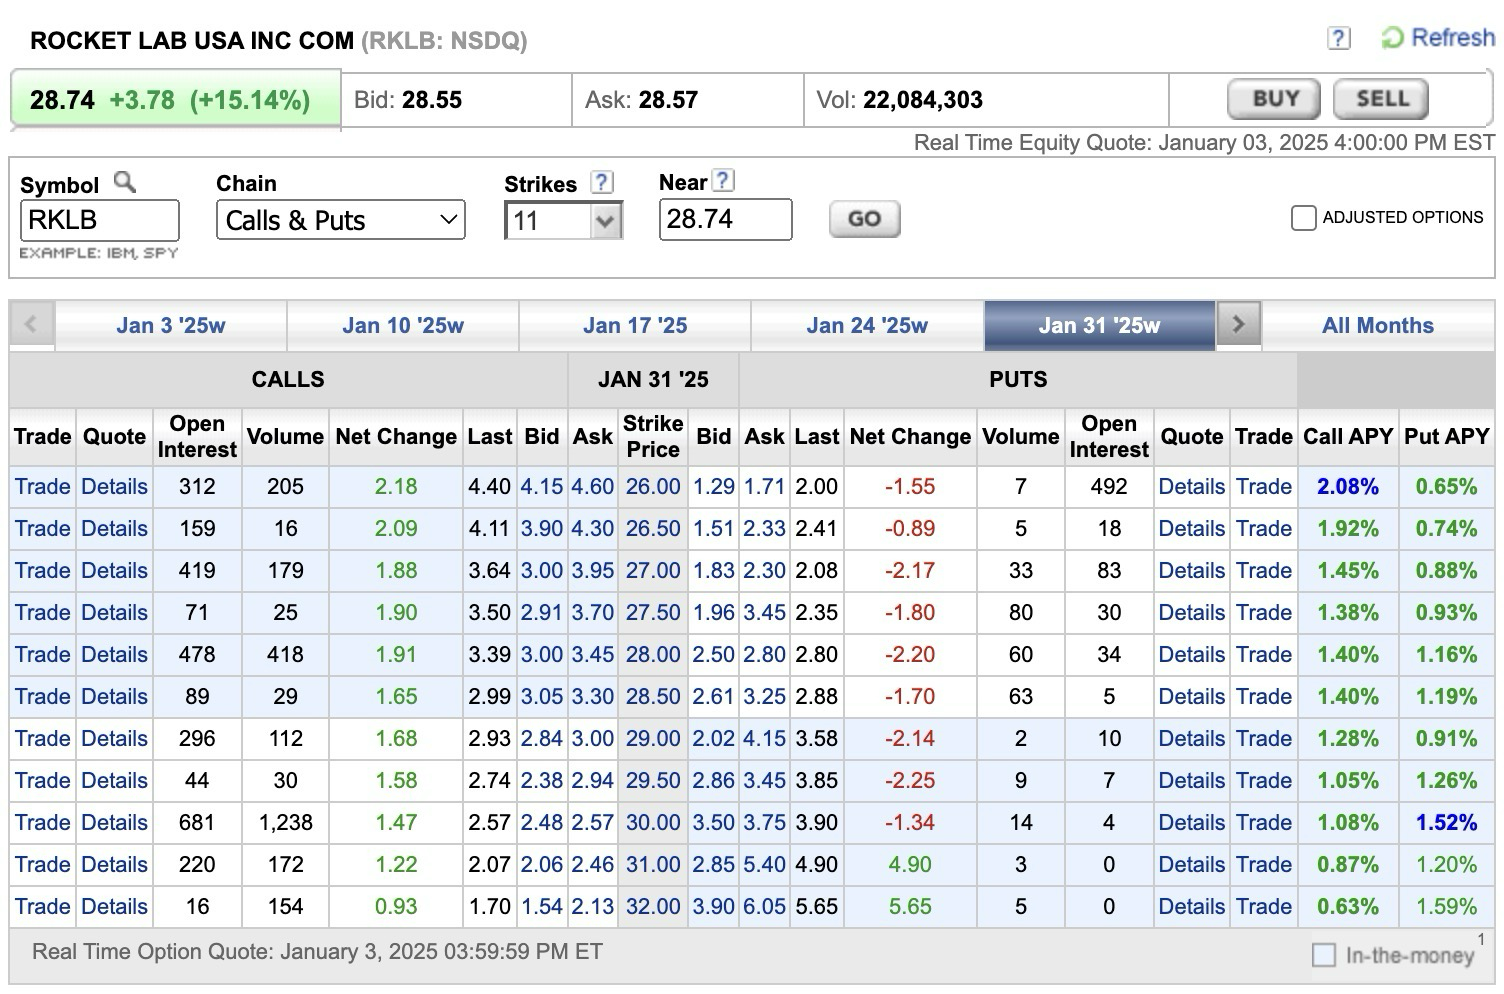 ROCKET LAB USA INC COM (RKLB: NSDQ)
? Refresh
28.74 +3.78 (+15.14%) Bid: 28.55 Ask: 28.57 Vol: 22,084,303 BUY SELL
Real Time Equity Quote: January 03, 2025 4:00:00 PM EST
Symbol Chain Strikes ? Near ?
RKLB Calls & Puts 11 28.74 GO ADJUSTED OPTIONS
EXAMPLE: IBM, SPY
Jan 3 '25w Jan 10 '25w Jan 17 '25 Jan 24 '25w Jan 31 '25w All Months
CALLS JAN 31 '25 PUTS
Trade Quote Open Interest Volume Net Change Last Bid Ask Strike Price Bid Ask Last Net Change Volume Open Interest Quote Trade Call APY Put APY
Trade Details 312 205 2.18 4.40 4.15 4.60 26.00 1.29 1.71 2.00 -1.55 7 492 Details Trade 2.08% 0.65%
Trade Details 159 16 2.09 4.11 3.90 4.30 26.50 1.51 2.33 2.41 -0.89 5 18 Details Trade 1.92% 0.74%
Trade Details 419 179 1.88 3.64 3.00 3.95 27.00 1.83 2.30 2.08 -2.17 33 83 Details Trade 1.45% 0.88%
Trade Details 71 25 1.90 3.50 2.91 3.70 27.50 1.96 3.45 2.35 -1.80 80 30 Details Trade 1.38% 0.93%
Trade Details 478 418 1.91 3.39 3.00 3.45 28.00 2.50 2.80 2.80 -2.20 60 34 Details Trade 1.40% 1.16%
Trade Details 89 29 1.65 2.99 3.05 3.30 28.50 2.61 3.25 2.88 -1.70 63 5 Details Trade 1.40% 1.19%
Trade Details 296 112 1.68 2.93 2.84 3.00 29.00 2.02 4.15 3.58 -2.14 2 10 Details Trade 1.28% 0.91%
Trade Details 44 30 1.58 2.74 2.38 2.94 29.50 2.86 3.45 3.85 -2.25 9 7 Details Trade 1.05% 1.26%
Trade Details 681 1,238 1.47 2.57 2.48 2.57 30.00 3.50 3.75 3.90 -1.34 14 4 Details Trade 1.08% 1.52%
Trade Details 220 172 1.22 2.07 2.06 2.46 31.00 2.85 5.40 4.90 4.90 3 0 Details Trade 0.87% 1.20%
Trade Details 16 154 0.93 1.70 1.54 2.13 32.00 3.90 6.05 5.65 5.65 5 0 Details Trade 0.63% 1.59%
Real Time Option Quote: January 3, 2025 03:59:59 PM ET In-the-money 1